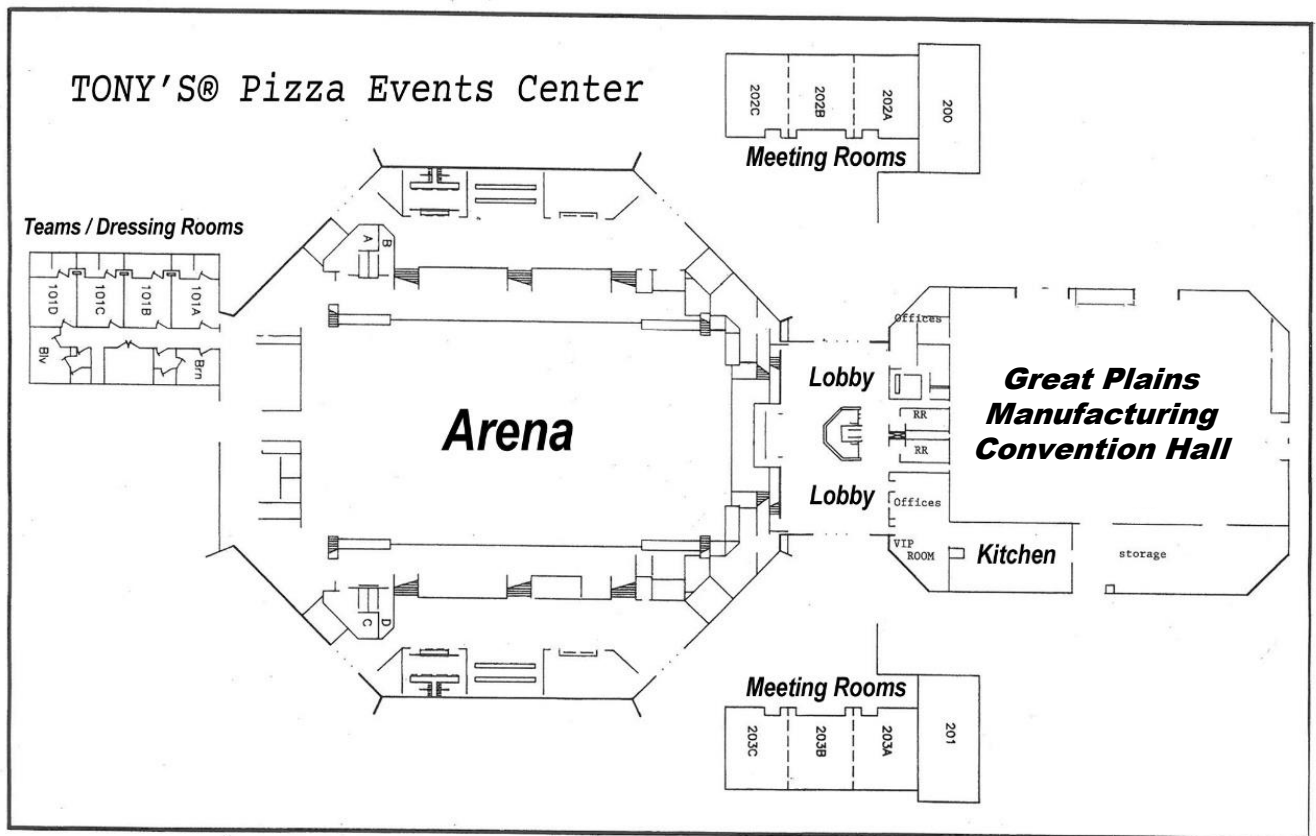 TONY'S® Pizza Events Center
202C
202B
202A
200
Meeting Rooms
Teams / Dressing Rooms
101D
101C
101B
101A
Blv
Brn
A
B
Arena
Lobby
Lobby
Offices
RR
RR
Offices
VIP
ROOM
Great Plains
Manufacturing
Convention Hall
Kitchen
storage
C
D
Meeting Rooms
203C
203B
203A
201